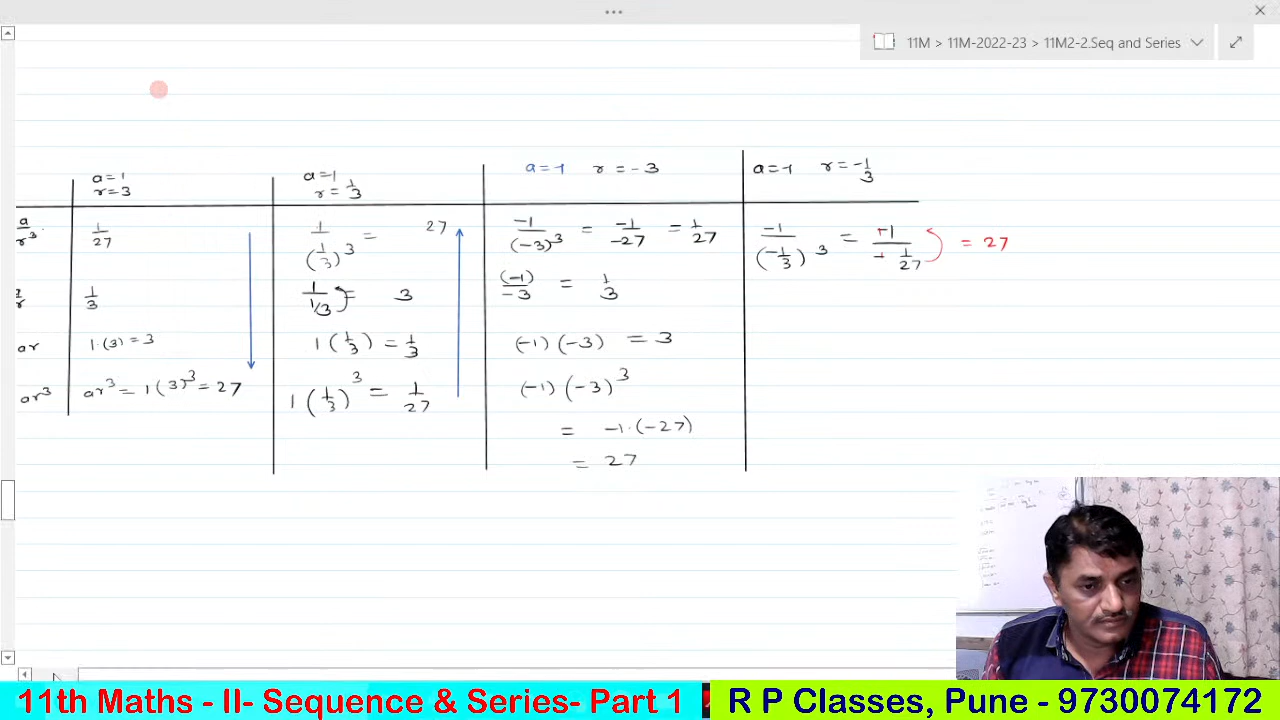 11M > 11M-2022-23 > 11M2-2.Seq and Series
a=1
r=3
a=1
r = 1/3
a=-1 r = -3
a=-1 r = -1/3
a/r³
1/27
1/(1/3)³ = 27
-1/(-3)³ = -1/-27 = 1/27
-1/(-1/3)³ = +1/+ 1/27 = 27
1/3
1/1/3 = 3
(-1)/-3 = 1/3
ar
1·(3) = 3
1(1/3) = 1/3
(-1)(-3) = 3
ar³
ar³ = 1(3)³ = 27
1(1/3)³ = 1/27
(-1)(-3)³
= -1·(-27)
= 27
11th Maths - II- Sequence & Series- Part 1
R P Classes, Pune - 9730074172